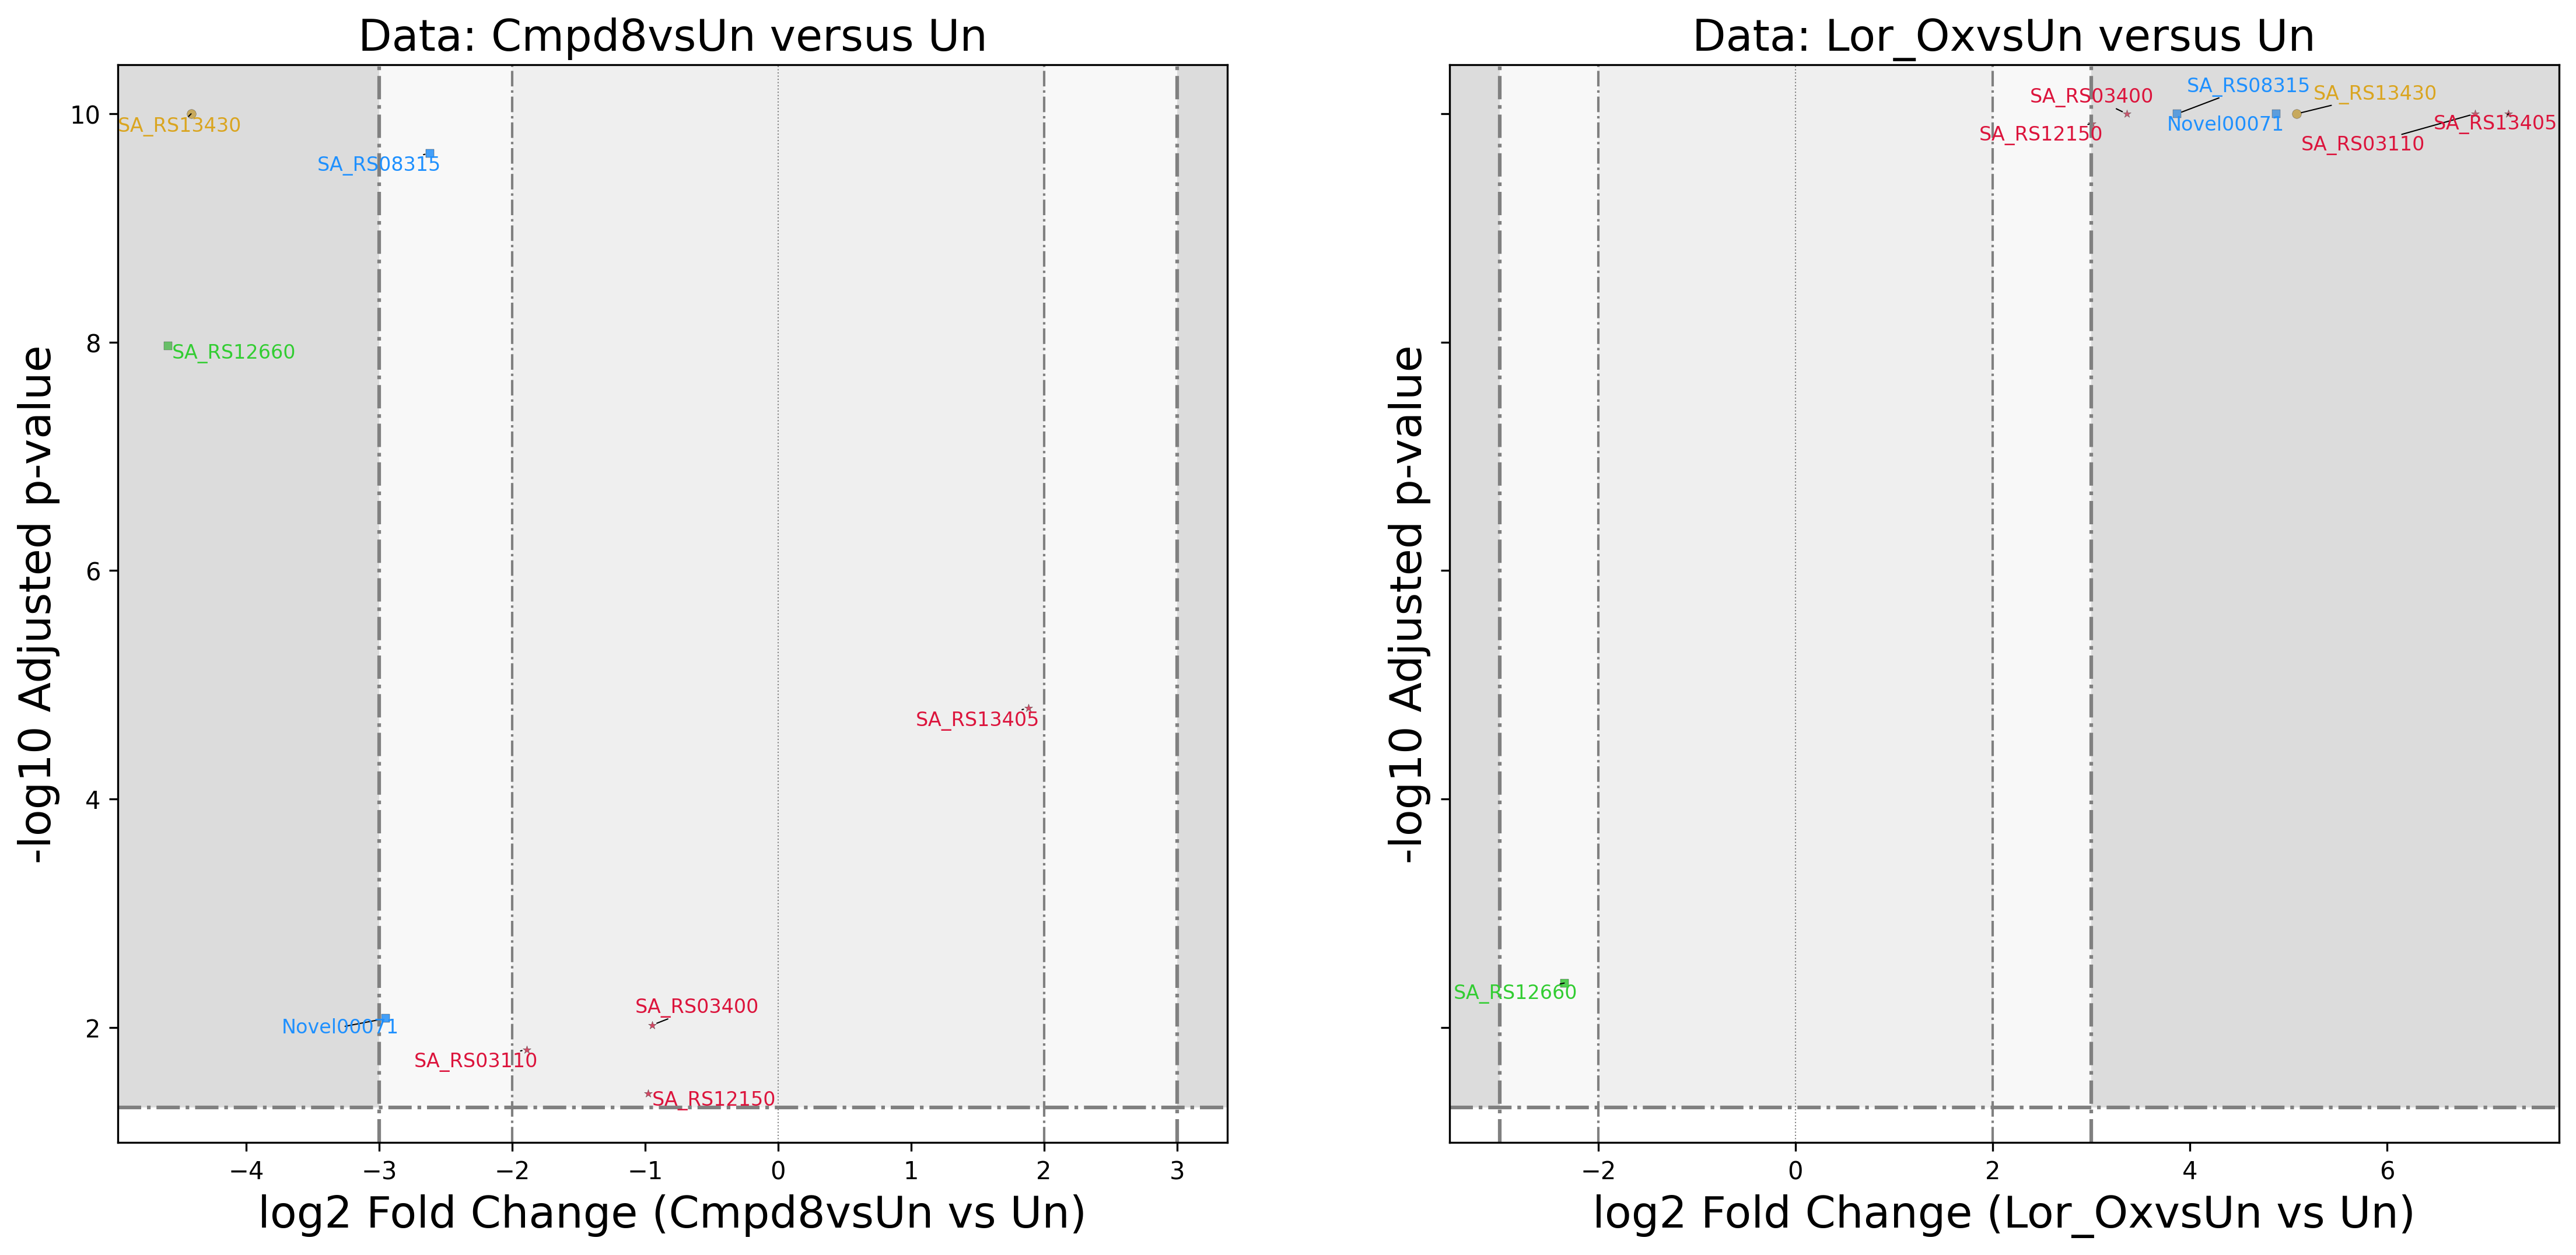 Data: Cmpd8vsUn versus Un
-log10 Adjusted p-value
10
8
6
4
2
SA_RS13430
SA_RS08315
SA_RS12660
SA_RS13405
SA_RS03400
Novel00071
SA_RS03110
SA_RS12150
−4
−3
−2
−1
0
1
2
3
log2 Fold Change (Cmpd8vsUn vs Un)
Data: Lor_OxvsUn versus Un
-log10 Adjusted p-value
SA_RS08315
SA_RS03400
SA_RS13430
Novel00071
SA_RS13405
SA_RS12150
SA_RS03110
SA_RS12660
−2
0
2
4
6
log2 Fold Change (Lor_OxvsUn vs Un)